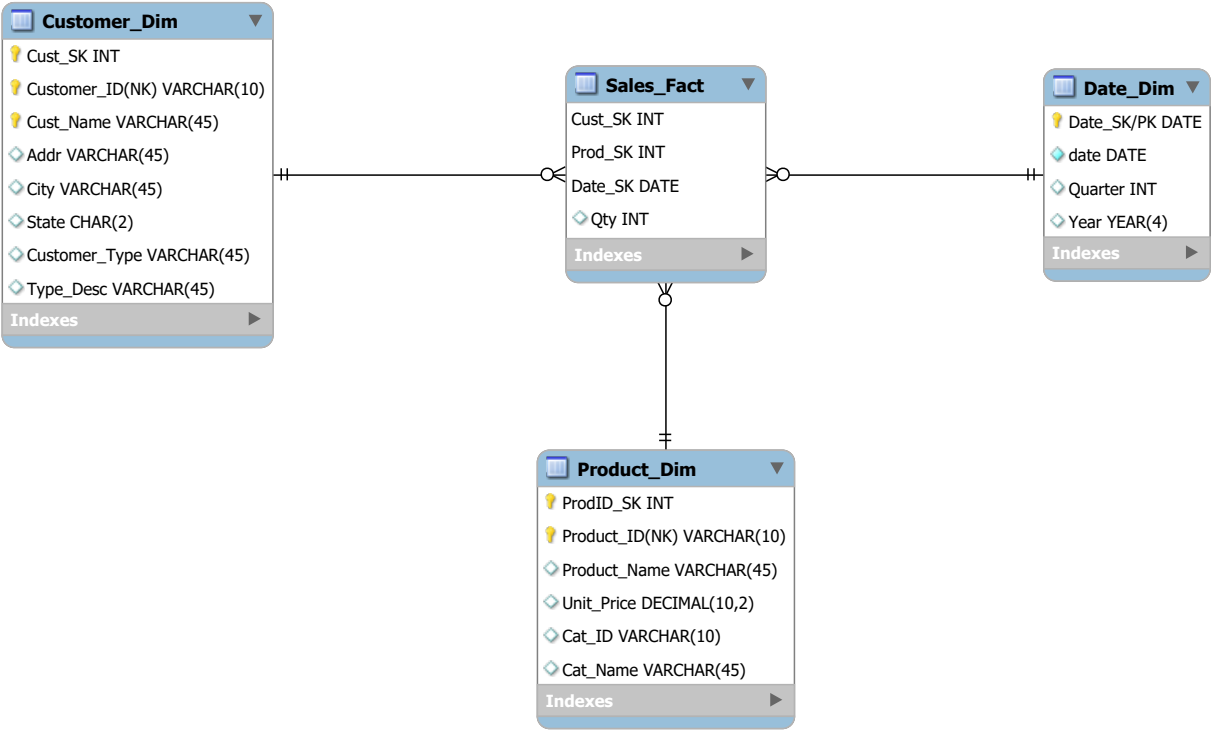 Customer_Dim
Cust_SK INT
Customer_ID(NK) VARCHAR(10)
Cust_Name VARCHAR(45)
Addr VARCHAR(45)
City VARCHAR(45)
State CHAR(2)
Customer_Type VARCHAR(45)
Type_Desc VARCHAR(45)
Indexes
Sales_Fact
Cust_SK INT
Prod_SK INT
Date_SK DATE
Qty INT
Indexes
Date_Dim
Date_SK/PK DATE
date DATE
Quarter INT
Year YEAR(4)
Indexes
Product_Dim
ProdID_SK INT
Product_ID(NK) VARCHAR(10)
Product_Name VARCHAR(45)
Unit_Price DECIMAL(10,2)
Cat_ID VARCHAR(10)
Cat_Name VARCHAR(45)
Indexes